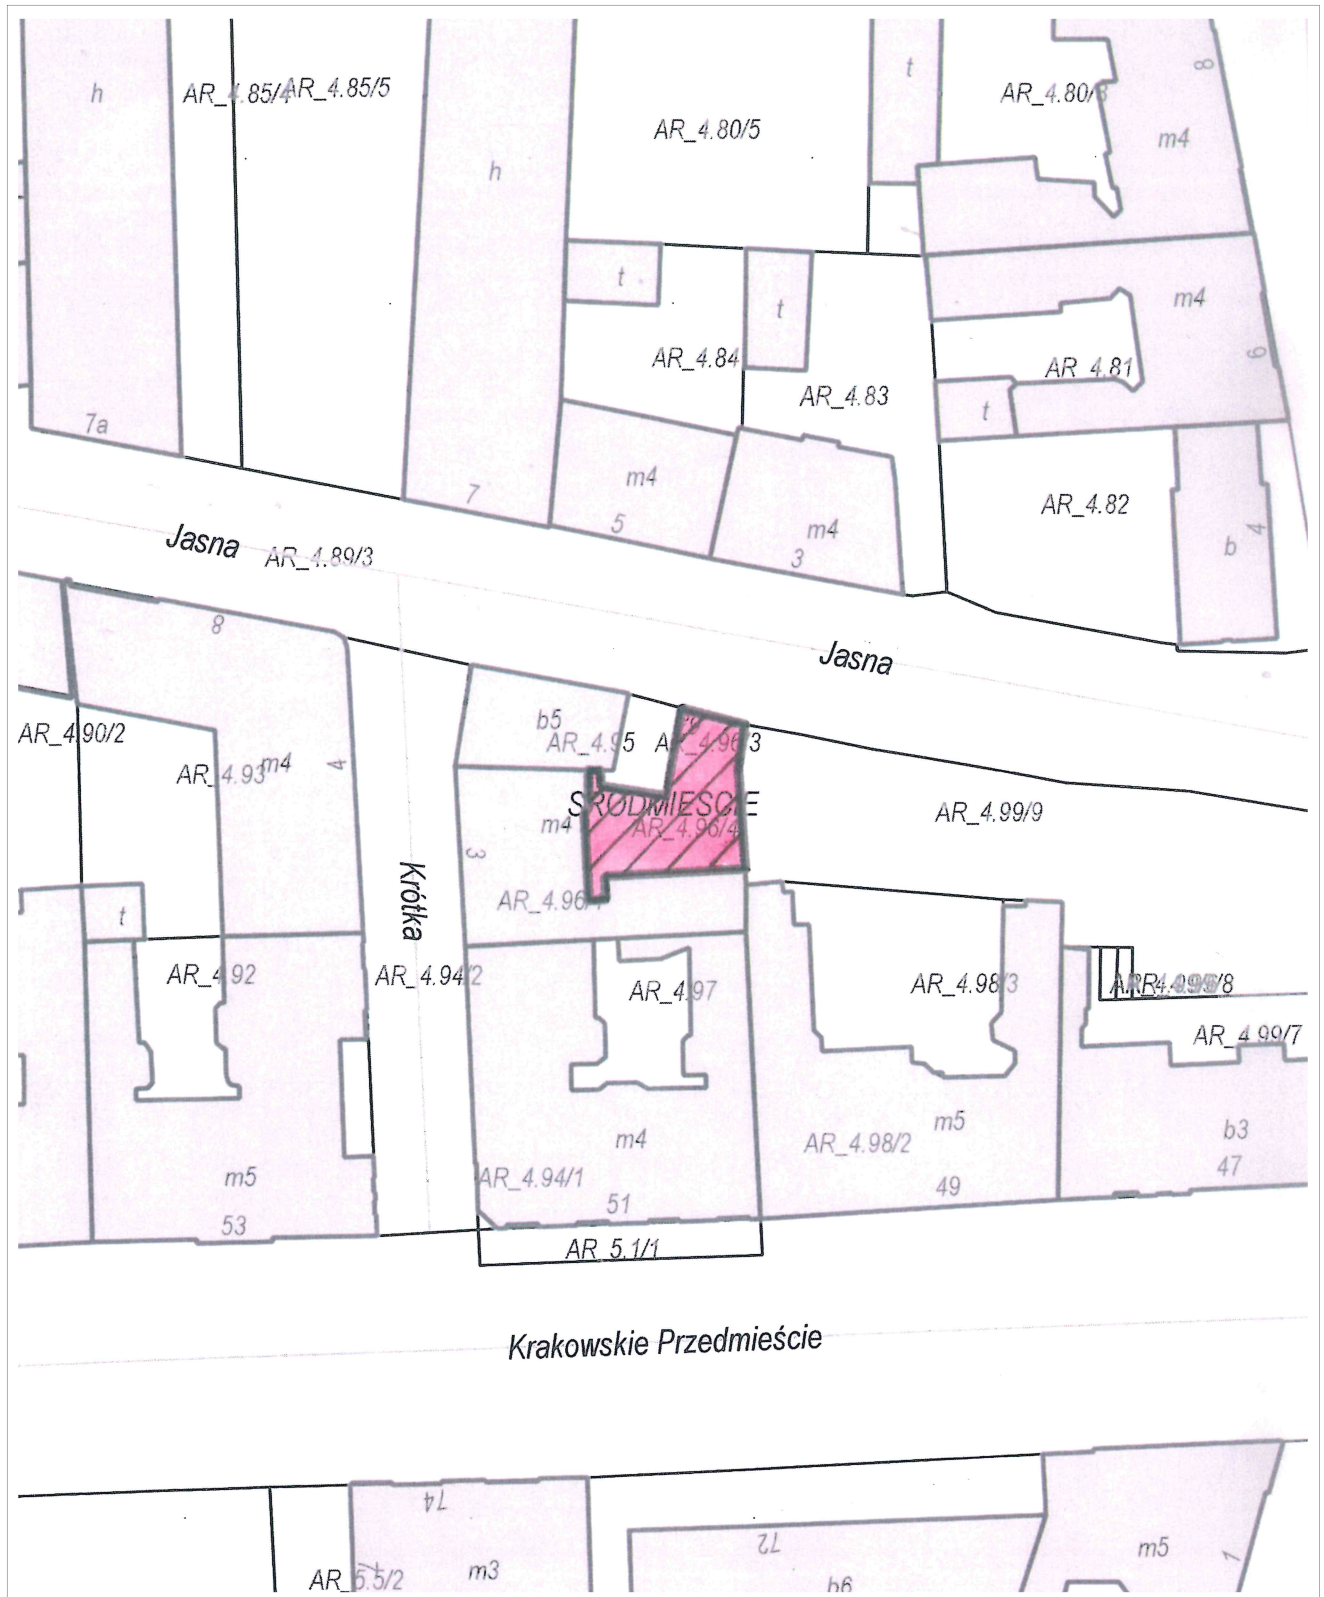 h
AR_4.85/4
AR_4.85/5
AR_4.80/5
t
AR_4.80/3
8
m4
h
t
t
m4
AR_4.84
AR_4.83
AR_4.81
6
7a
t
m4
7
5
m4
3
AR_4.82
b
4
Jasna
AR_4.89/3
8
Jasna
AR_4.90/2
AR_4.93
m4
4
b5
AR_4.95
AR_4.96/3
ŚRÓDMIEŚCIE
m4
AR_4.96/4
AR_4.99/9
3
Krótka
AR_4.96/1
t
AR_4.92
AR_4.94/2
AR_4.97
AR_4.98/3
/8
AR_4.99/7
m5
53
AR_4.94/1
m4
51
AR_4.98/2
m5
49
b3
47
AR_5.1/1
Krakowskie Przedmieście
74
m3
AR_5.5/2
72
b6
m5
1